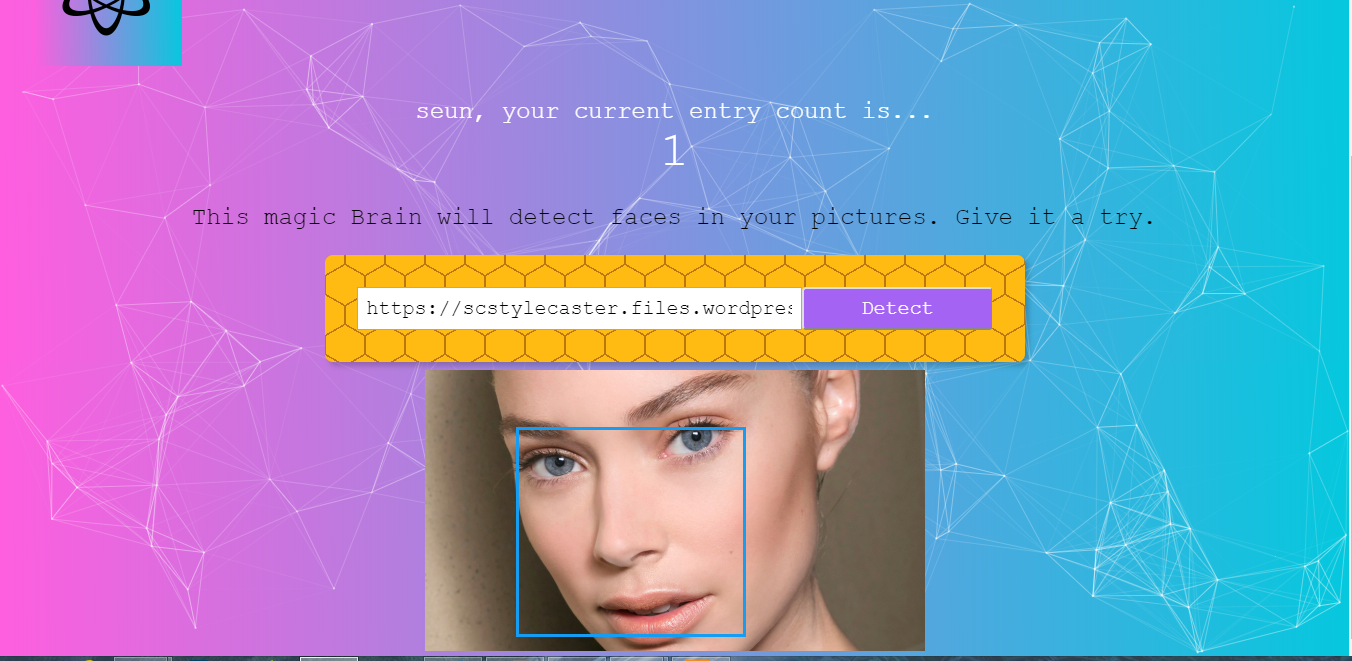 seun, your current entry count is...
1
This magic Brain will detect faces in your pictures. Give it a try.
https://scstylecaster.files.wordpres
Detect